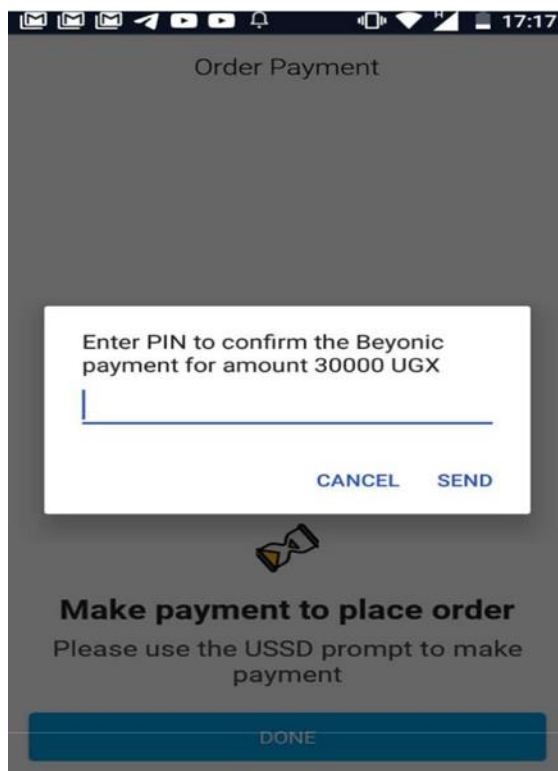 H
17:17
Order Payment
Enter PIN to confirm the Beyonic
payment for amount 30000 UGX
CANCEL SEND
Make payment to place order
Please use the USSD prompt to make
payment
DONE